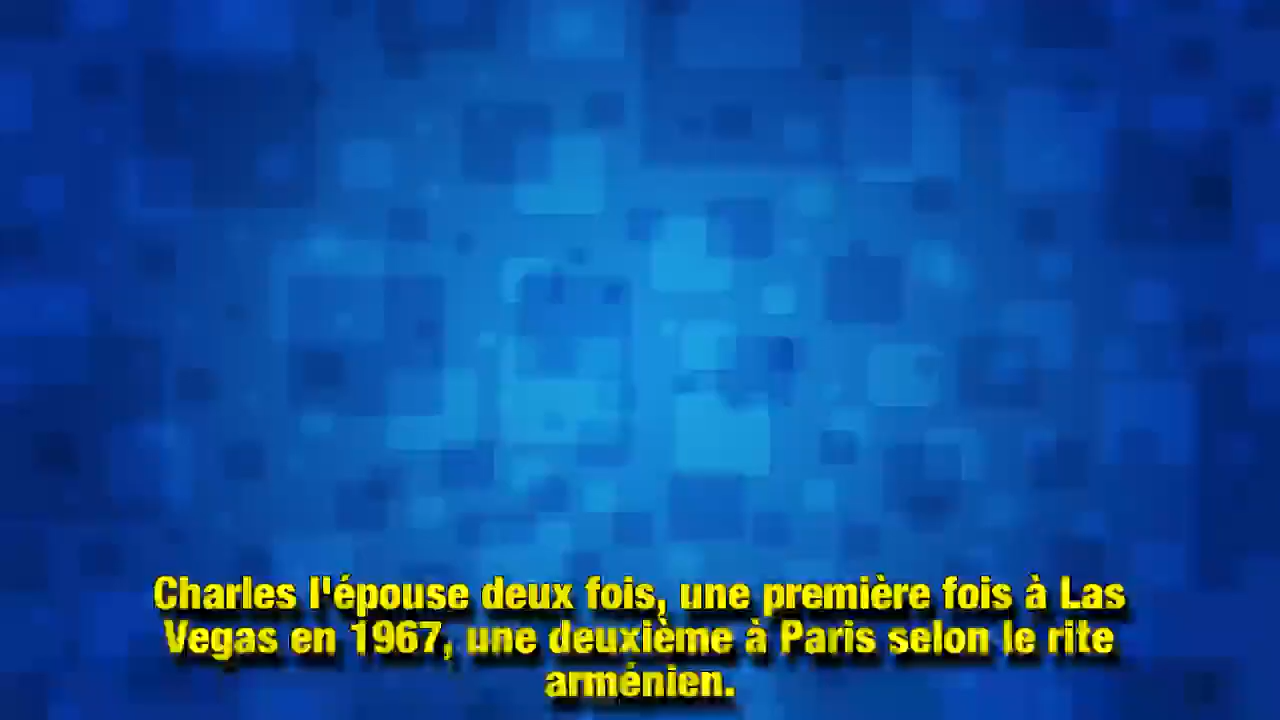 Charles l'épouse deux fois, une première fois à Las
Vegas en 1967, une deuxième à Paris selon le rite
arménien.